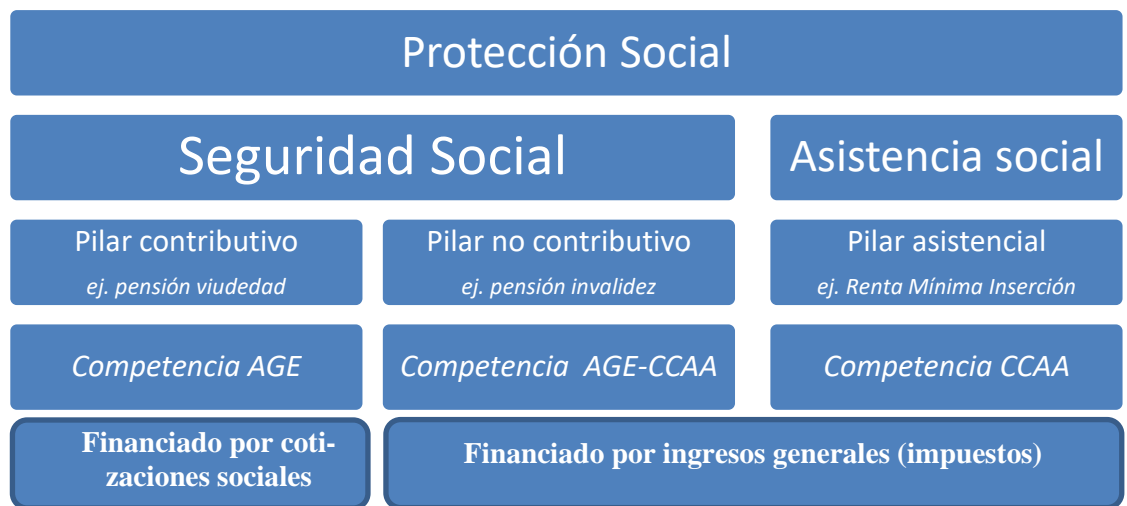 Protección Social
Seguridad Social
Asistencia social
Pilar contributivo
ej. pensión viudedad
Pilar no contributivo
ej. pensión invalidez
Pilar asistencial
ej. Renta Mínima Inserción
Competencia AGE
Competencia AGE-CCAA
Competencia CCAA
Financiado por coti-
zaciones sociales
Financiado por ingresos generales (impuestos)